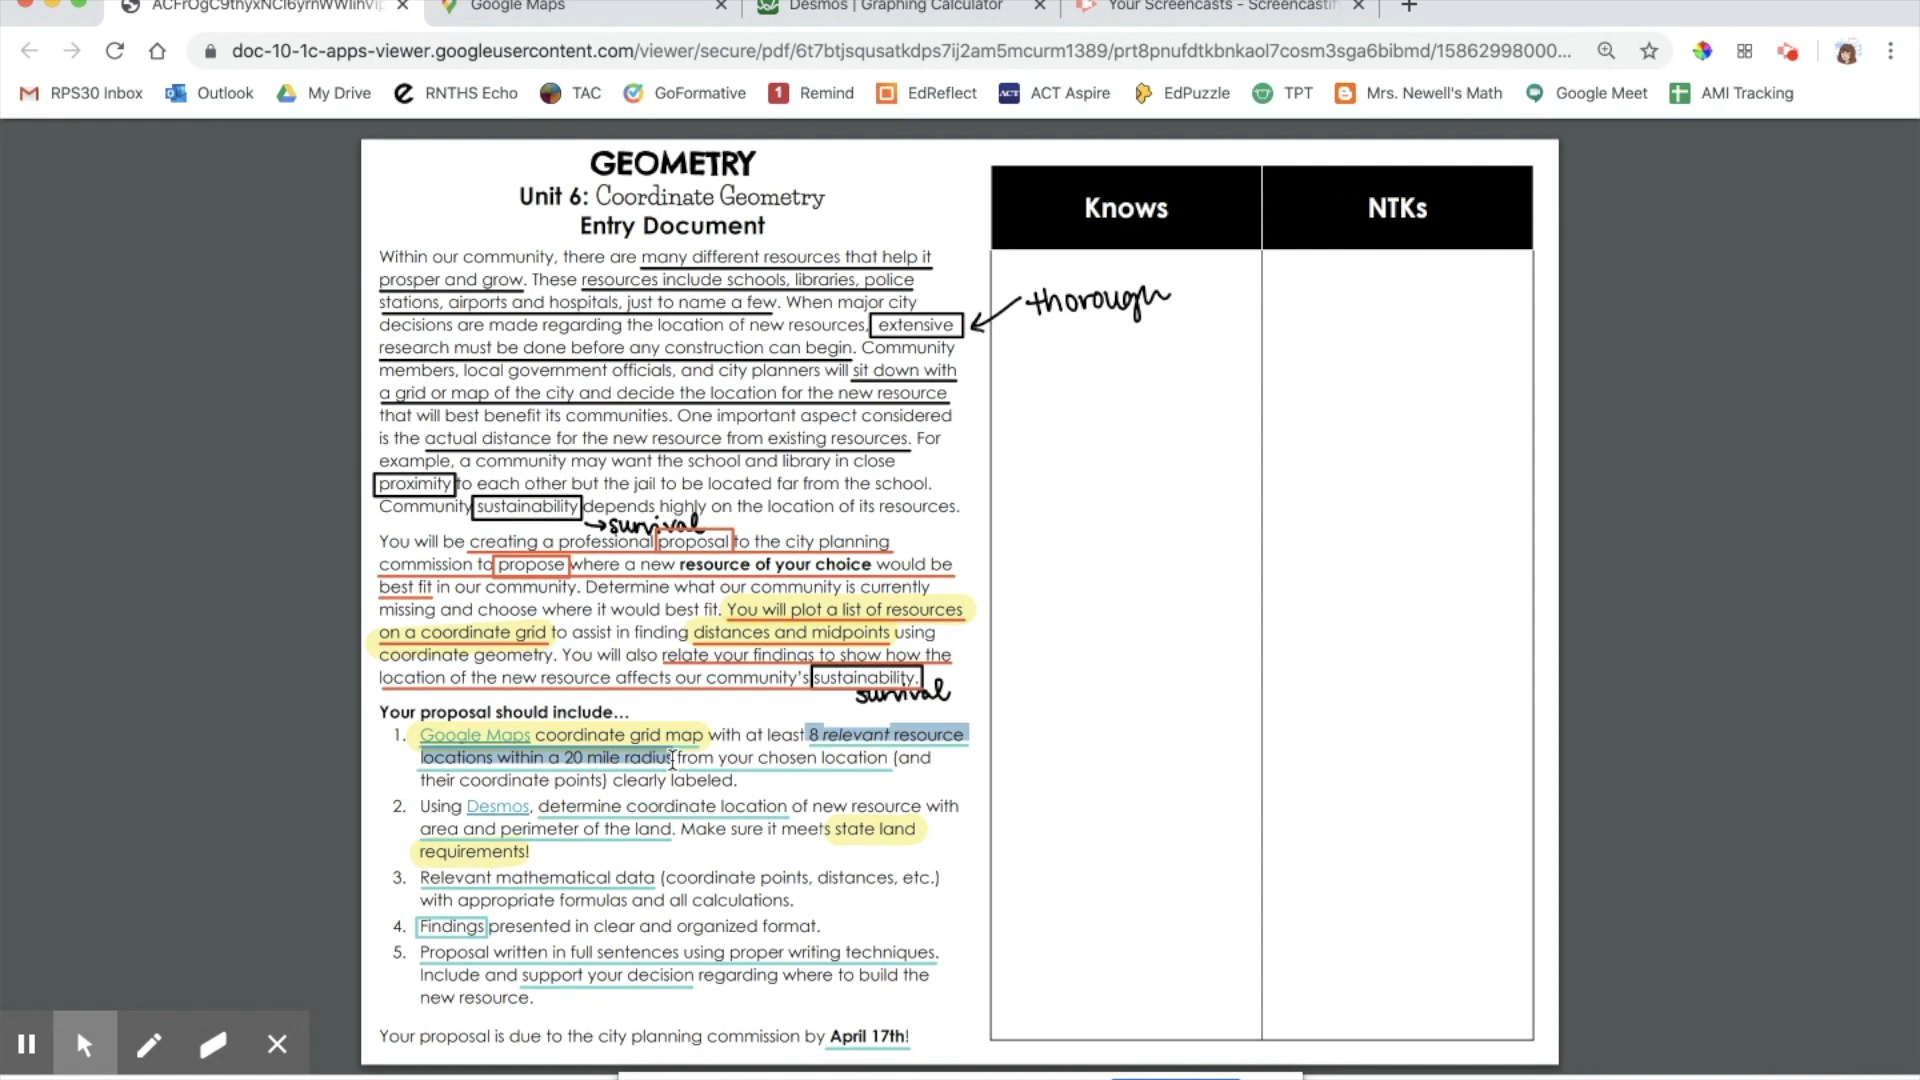 Google Maps
Desmos | Graphing Calculator
Your Screencasts - Screencastif
doc-10-1c-apps-viewer.googleusercontent.com/viewer/secure/pdf/6t7btjsqusatkdps7ij2am5mcurm1389/prt8pnufdtkbnkaol7cosm3sga6bibmd/15862998000...
RPS30 Inbox Outlook My Drive RNTHS Echo TAC GoFormative Remind EdReflect ACT Aspire EdPuzzle TPT Mrs. Newell's Math Google Meet AMI Tracking
GEOMETRY
Unit 6: Coordinate Geometry
Entry Document
Within our community, there are many different resources that help it
prosper and grow. These resources include schools, libraries, police
stations, airports and hospitals, just to name a few. When major city
decisions are made regarding the location of new resources, extensive
research must be done before any construction can begin. Community
members, local government officials, and city planners will sit down with
a grid or map of the city and decide the location for the new resource
that will best benefit its communities. One important aspect considered
is the actual distance for the new resource from existing resources. For
example, a community may want the school and library in close
proximity to each other but the jail to be located far from the school.
Community sustainability depends highly on the location of its resources.
→survival
You will be creating a professional proposal to the city planning
commission to propose where a new resource of your choice would be
best fit in our community. Determine what our community is currently
missing and choose where it would best fit. You will plot a list of resources
on a coordinate grid to assist in finding distances and midpoints using
coordinate geometry. You will also relate your findings to show how the
location of the new resource affects our community's sustainability.
survival
Your proposal should include...
1. Google Maps coordinate grid map with at least 8 relevant resource
locations within a 20 mile radius from your chosen location (and
their coordinate points) clearly labeled.
2. Using Desmos, determine coordinate location of new resource with
area and perimeter of the land. Make sure it meets state land
requirements!
3. Relevant mathematical data (coordinate points, distances, etc.)
with appropriate formulas and all calculations.
4. Findings presented in clear and organized format.
5. Proposal written in full sentences using proper writing techniques.
Include and support your decision regarding where to build the
new resource.
Your proposal is due to the city planning commission by April 17th!
Knows
NTKs
thorough